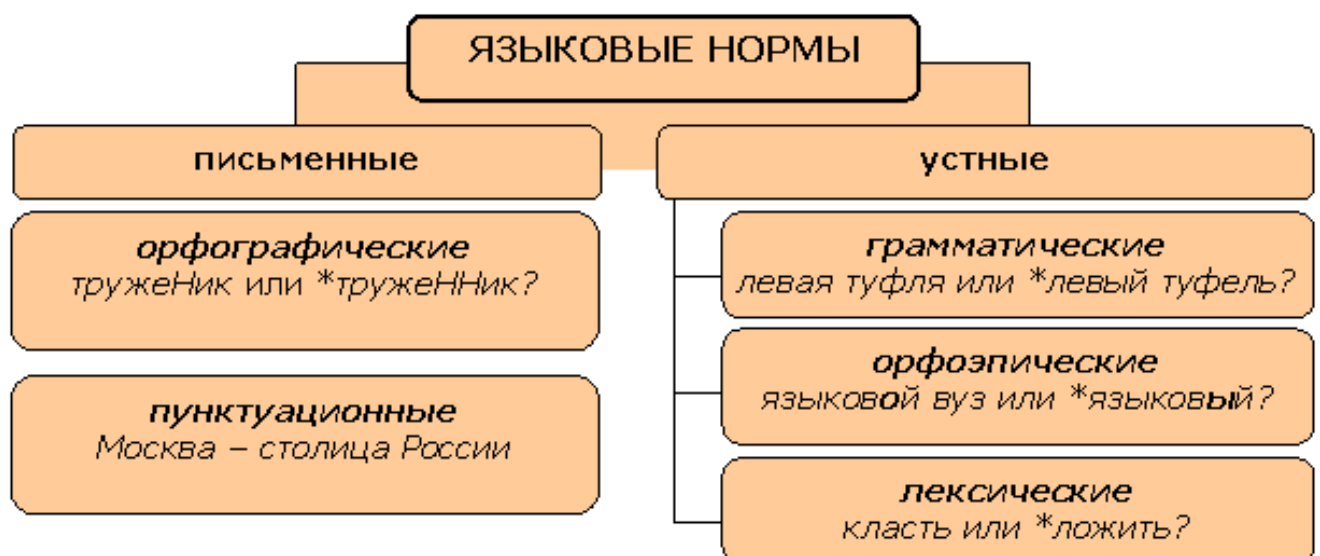 ЯЗЫКОВЫЕ НОРМЫ
письменные
орфографические
тружеНик или *тружеННик?
пунктуационные
Москва – столица России
устные
грамматические
левая туфля или *левый туфель?
орфоэпические
языковой вуз или *языковый?
лексические
класть или *ложить?